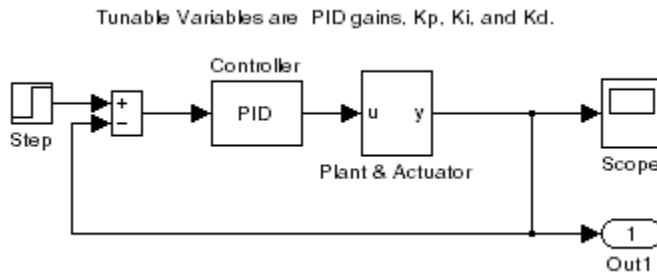 Tunable Variables are PID gains, Kp, Ki, and Kd.
Controller
+
−
PID
u y
Step
Plant & Actuator
Scope
1
Out1